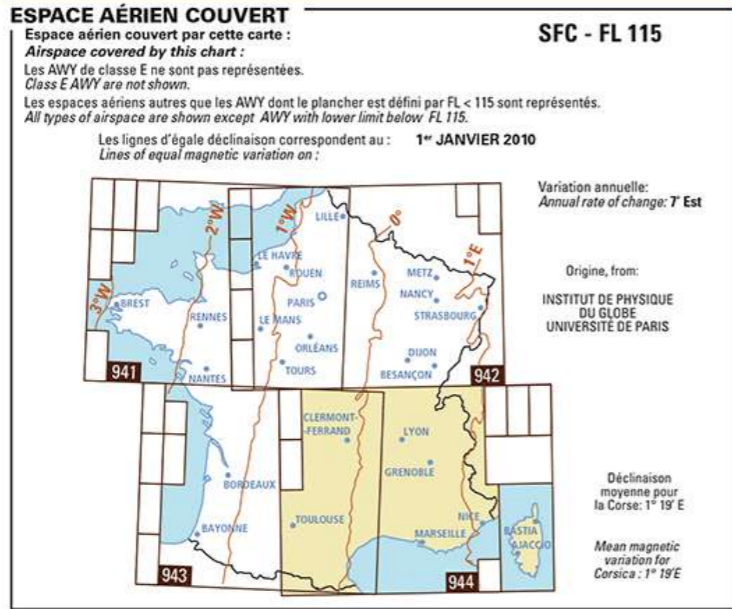 ESPACE AÉRIEN COUVERT
Espace aérien couvert par cette carte :
Airspace covered by this chart :
SFC - FL 115
Les AWY de classe E ne sont pas représentées.
Class E AWY are not shown.
Les espaces aériens autres que les AWY dont le plancher est défini par FL < 115 sont représentés.
All types of airspace are shown except AWY with lower limit below FL 115.
Les lignes d'égale déclinaison correspondent au : 1er JANVIER 2010
Lines of equal magnetic variation on :
Variation annuelle:
Annual rate of change: 7' Est
Origine, from:
INSTITUT DE PHYSIQUE
DU GLOBE
UNIVERSITÉ DE PARIS
3°W
2°W
1°W
0°
1°E
LILLE
LE HAVRE
ROUEN
REIMS
METZ
PARIS
NANCY
BREST
STRASBOURG
RENNES
LE MANS
ORLÉANS
DIJON
TOURS
BESANÇON
NANTES
941
942
CLERMONT-
-FERRAND
LYON
GRENOBLE
BORDEAUX
TOULOUSE
NICE
BAYONNE
MARSEILLE
BASTIA
AJACCIO
943
944
Déclinaison
moyenne pour
la Corse: 1° 19' E
Mean magnetic
variation for
Corsica : 1° 19'E